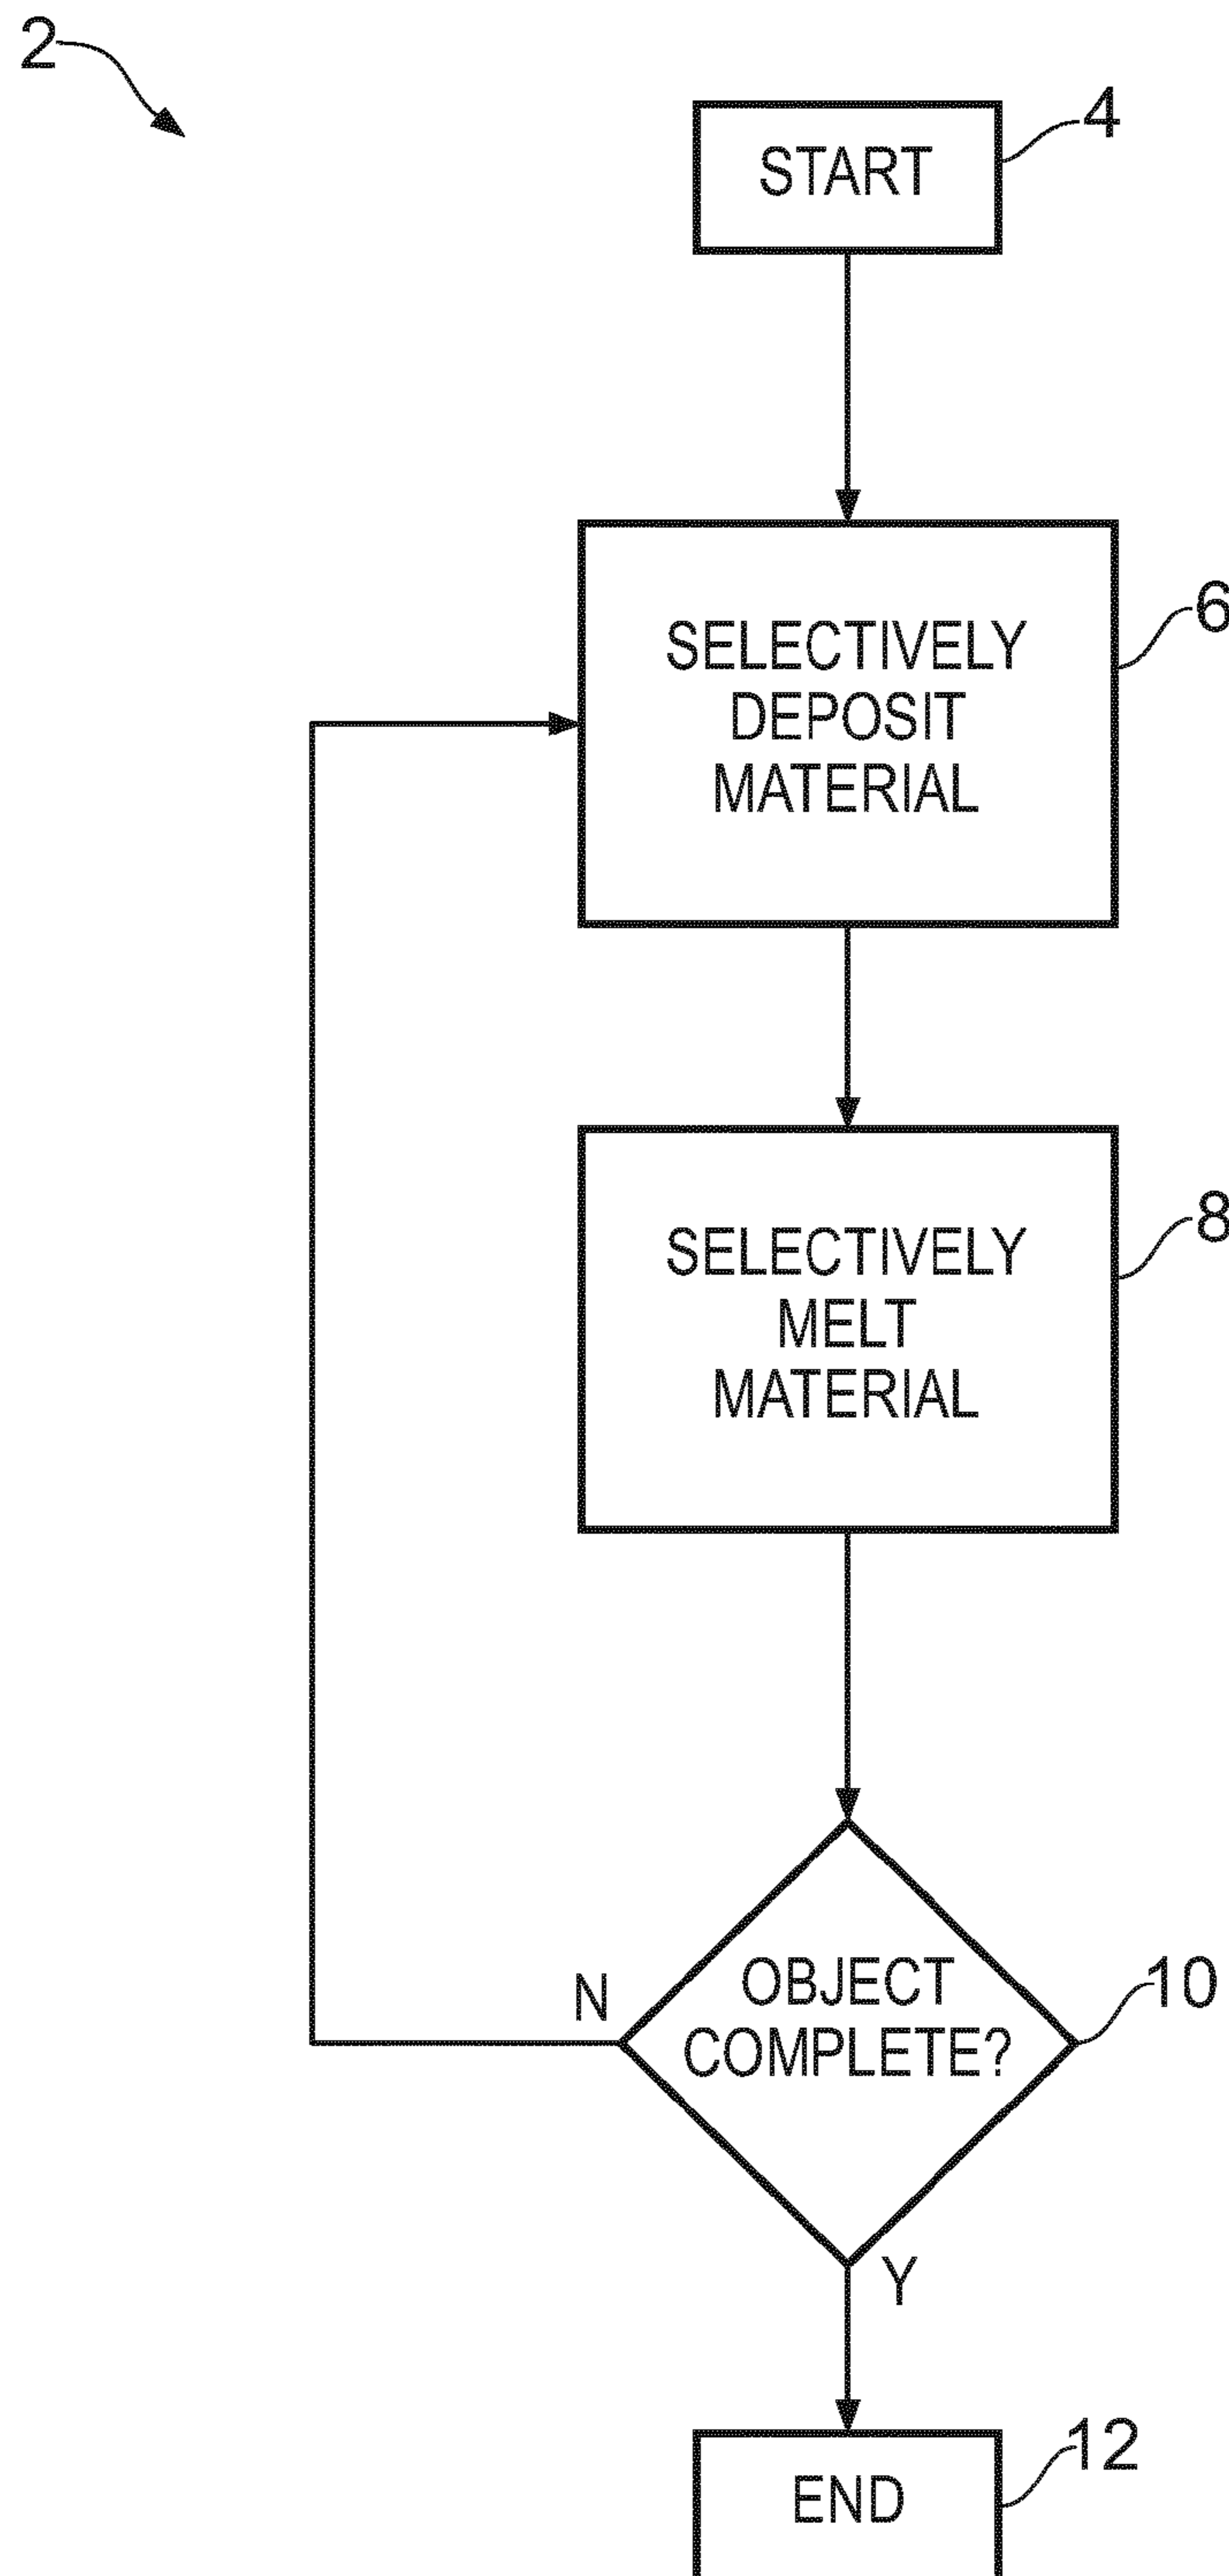 2
4
START
6
SELECTIVELY
DEPOSIT
MATERIAL
8
SELECTIVELY
MELT
MATERIAL
10
N
OBJECT
COMPLETE?
Y
12
END